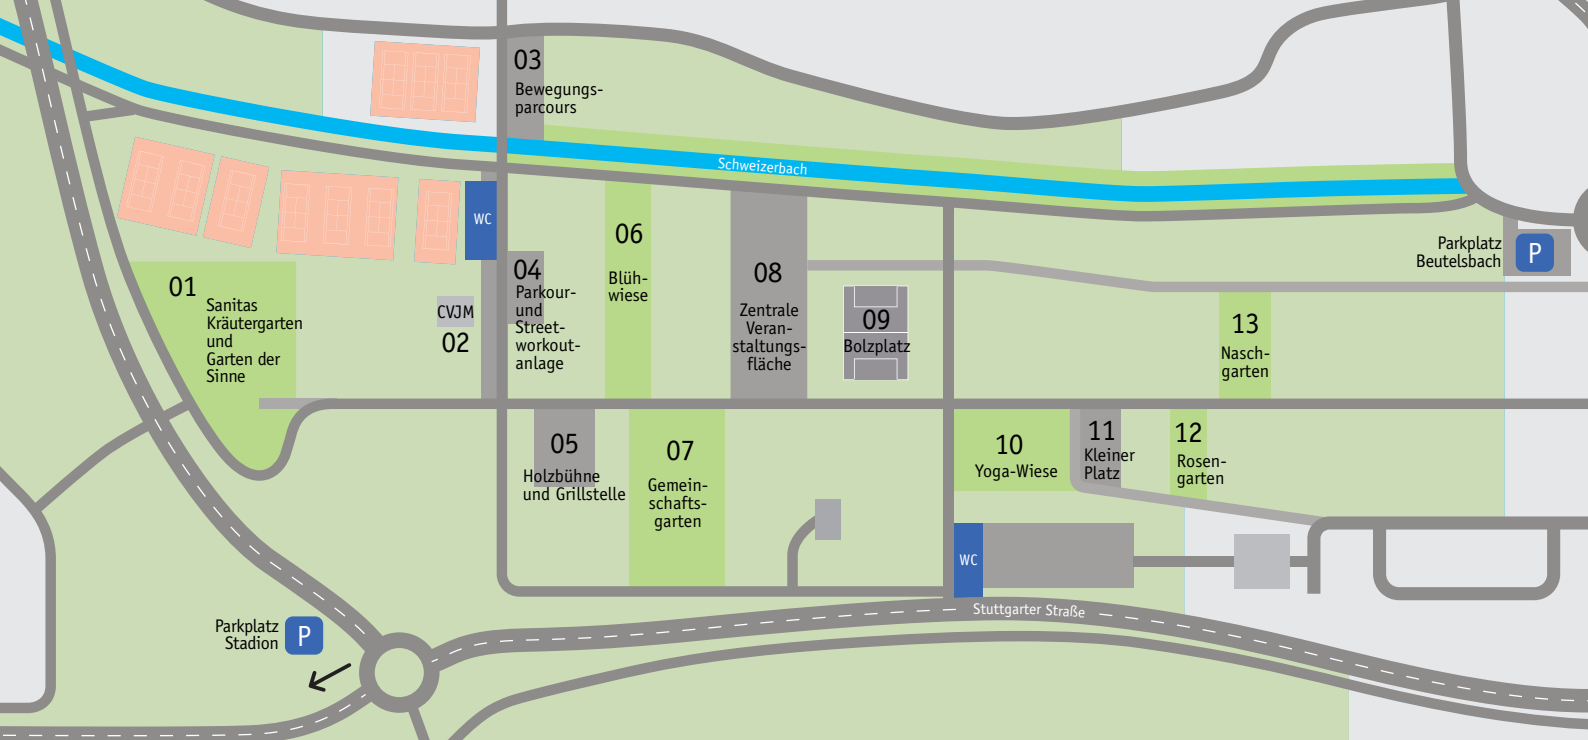 03
Bewegungs-
parcours
Schweizerbach
WC
01
Sanitas
Kräutergarten
und
Garten der
Sinne
CVJM
02
04
Parkour-
und
Street-
workout-
anlage
06
Blüh-
wiese
08
Zentrale
Veran-
staltungs-
fläche
09
Bolzplatz
Parkplatz
Beutelsbach
P
13
Nasch-
garten
05
Holzbühne
und Grillstelle
07
Gemein-
schafts-
garten
10
Yoga-Wiese
11
Kleiner
Platz
12
Rosen-
garten
WC
Stuttgarter Straße
Parkplatz
Stadion
P